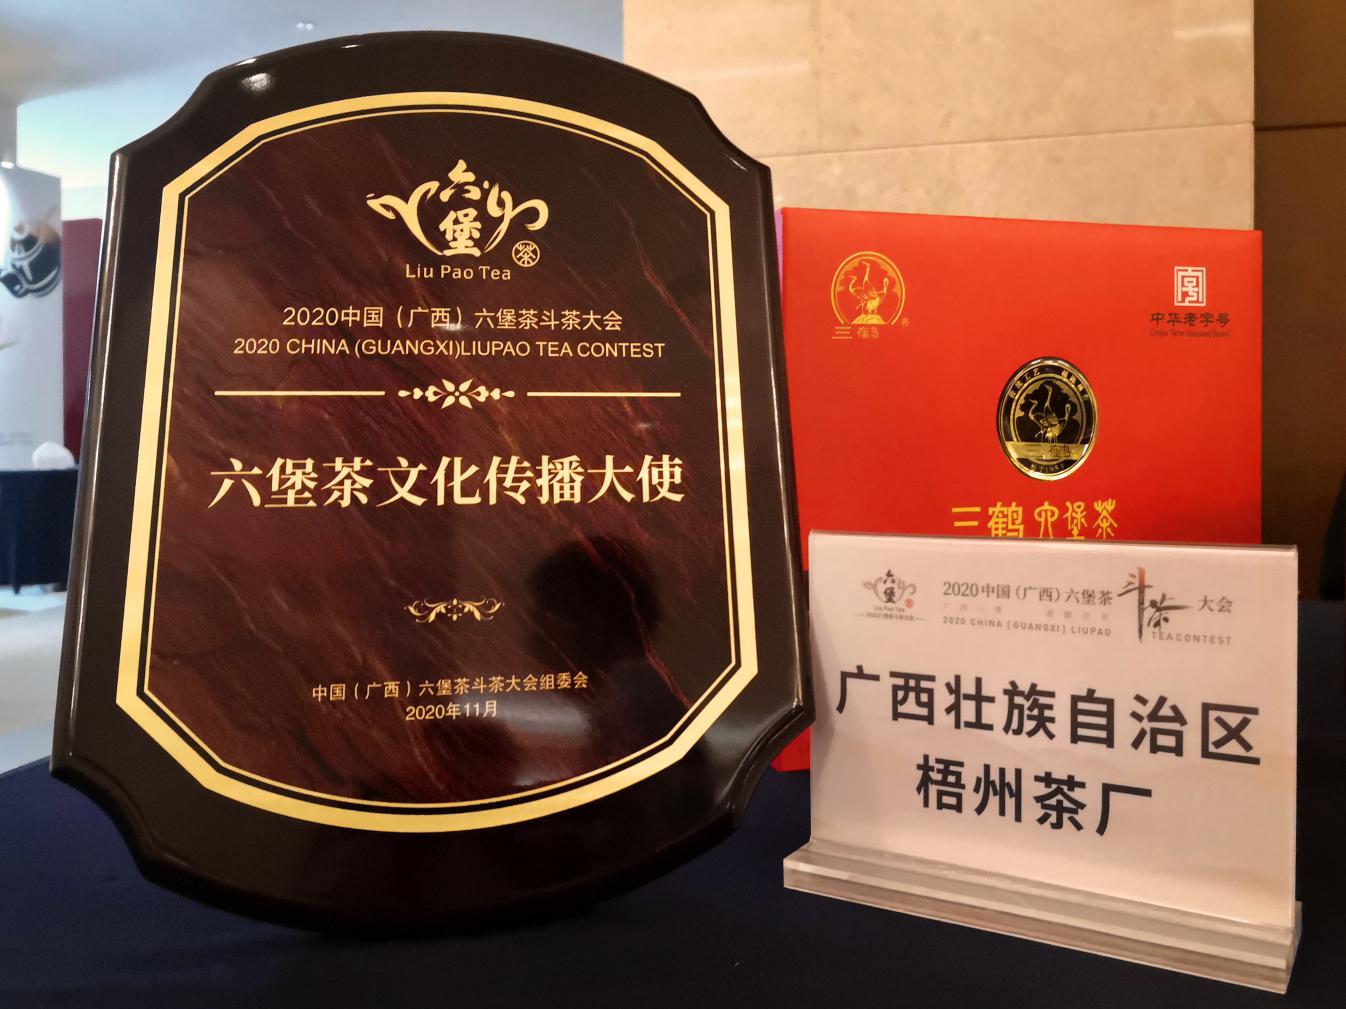 六堡
茶
Liu Pao Tea
2020中国（广西）六堡茶斗茶大会
2020 CHINA (GUANGXI)LIUPAO TEA CONTEST
六堡茶文化传播大使
中国（广西）六堡茶斗茶大会组委会
2020年11月
三鹤
®
中华老字号
China Time-Honored Brand
三鹤六堡茶
六堡
Liu Pao Tea
2020中国（广西）六堡茶斗茶大会
2020 CHINA (GUANGXI) LIUPAO TEA CONTEST
广西壮族自治区
梧州茶厂